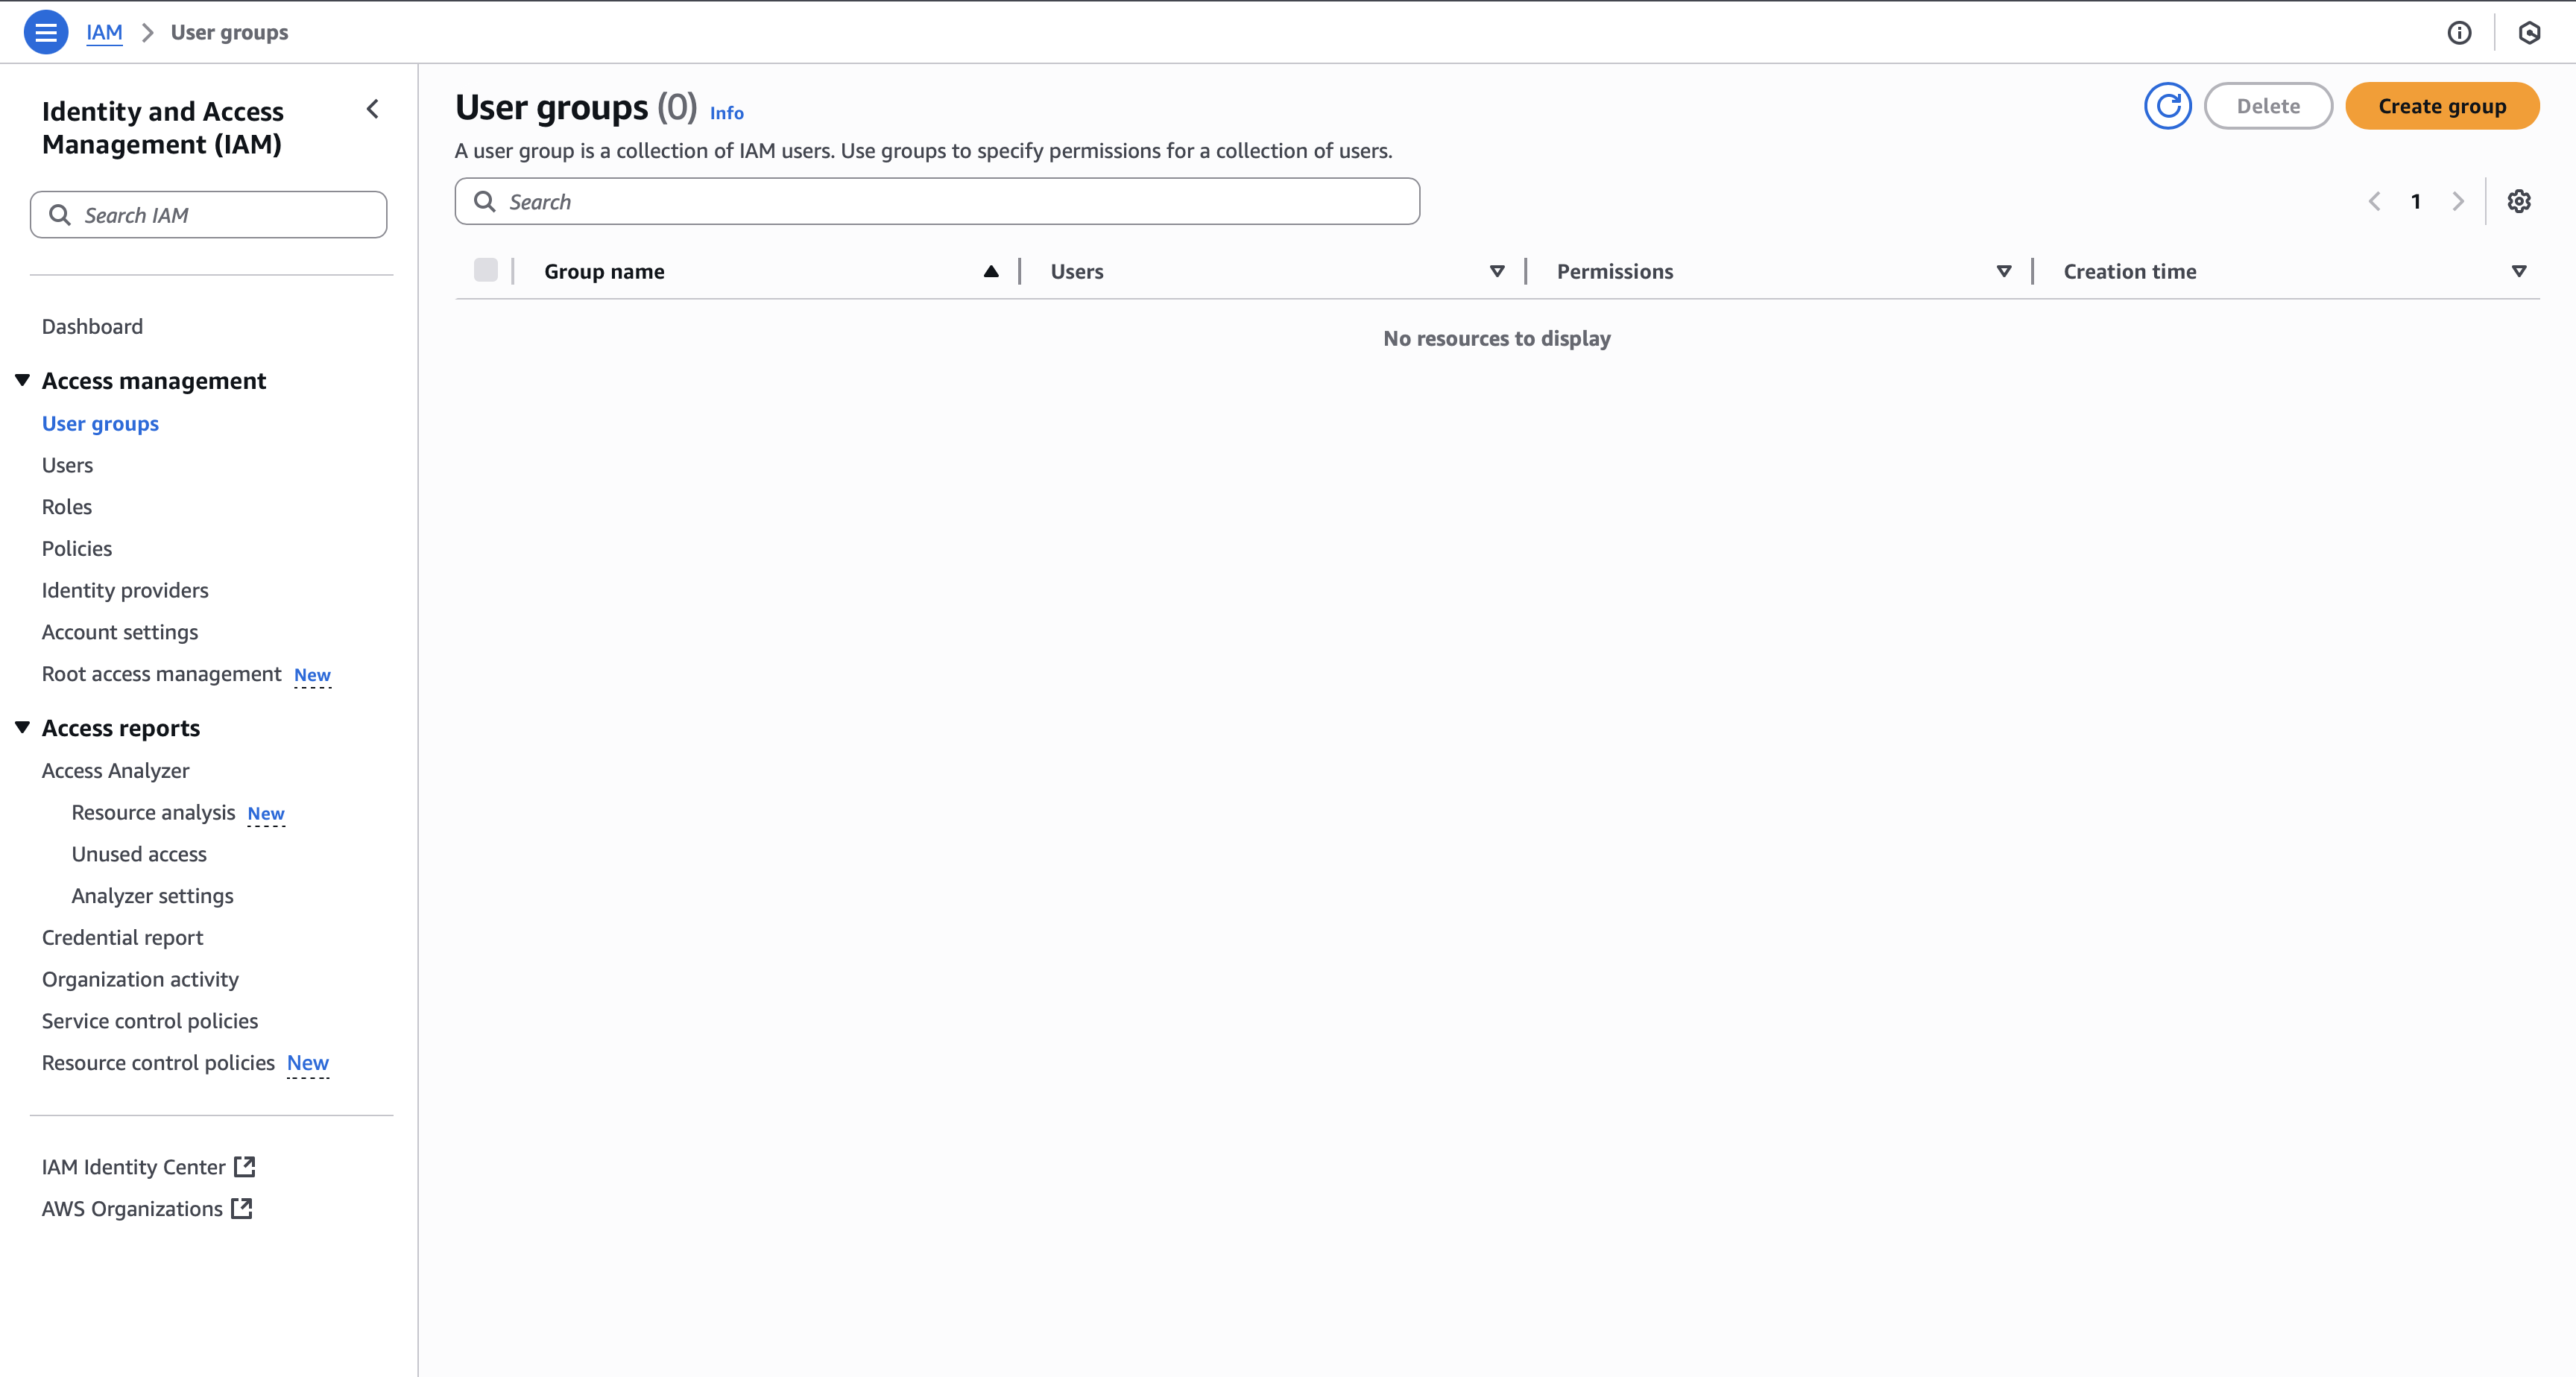 IAM > User groups
Identity and Access
Management (IAM)
Search IAM
Dashboard
Access management
User groups
Users
Roles
Policies
Identity providers
Account settings
Root access management New
Access reports
Access Analyzer
Resource analysis New
Unused access
Analyzer settings
Credential report
Organization activity
Service control policies
Resource control policies New
IAM Identity Center
AWS Organizations
User groups (0) Info
Delete
Create group
A user group is a collection of IAM users. Use groups to specify permissions for a collection of users.
Search
1
Group name Users Permissions Creation time
No resources to display